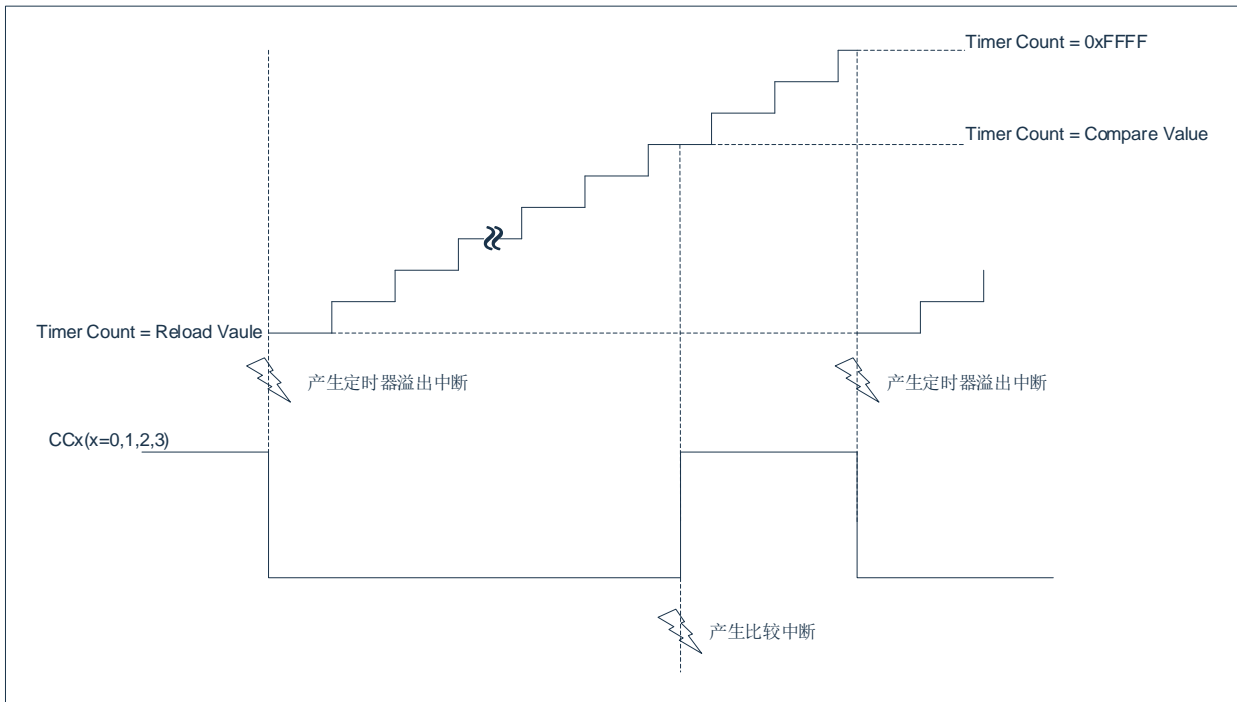 Timer Count = 0xFFFF
Timer Count = Compare Value
Timer Count = Reload Vaule
产生定时器溢出中断
产生定时器溢出中断
CCx(x=0,1,2,3)
产生比较中断